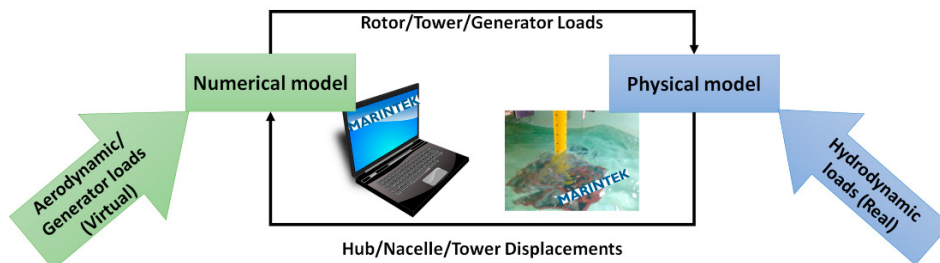 Rotor/Tower/Generator Loads
Numerical model
Physical model
MARINTEK
MARINTEK
Aerodynamic/
Generator loads
(Virtual)
Hydrodynamic
loads (Real)
Hub/Nacelle/Tower Displacements